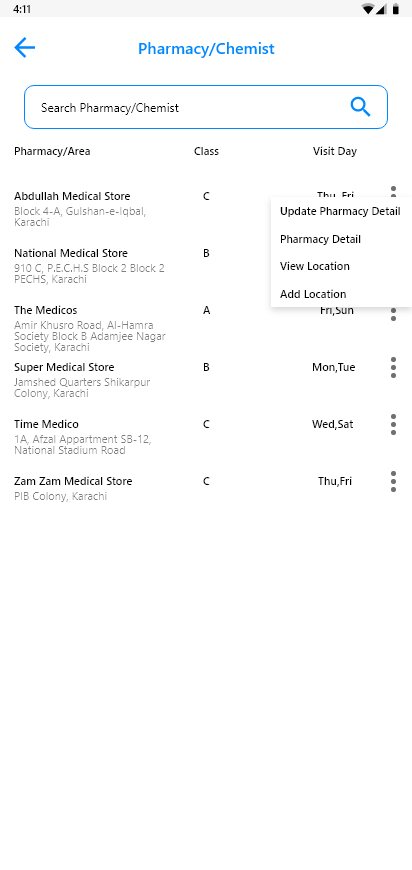 4:11
Pharmacy/Chemist
Search Pharmacy/Chemist
Pharmacy/Area Class Visit Day
Abdullah Medical Store C Thu, Fri
Block 4-A, Gulshan-e-Iqbal,
Karachi
Update Pharmacy Detail
Pharmacy Detail
View Location
Add Location
National Medical Store B
910 C, P.E.C.H.S Block 2 Block 2
PECHS, Karachi
The Medicos A Fri,Sun
Amir Khusro Road, Al-Hamra
Society Block B Adamjee Nagar
Society, Karachi
Super Medical Store B Mon,Tue
Jamshed Quarters Shikarpur
Colony, Karachi
Time Medico C Wed,Sat
1A, Afzal Appartment SB-12,
National Stadium Road
Zam Zam Medical Store C Thu,Fri
PIB Colony, Karachi